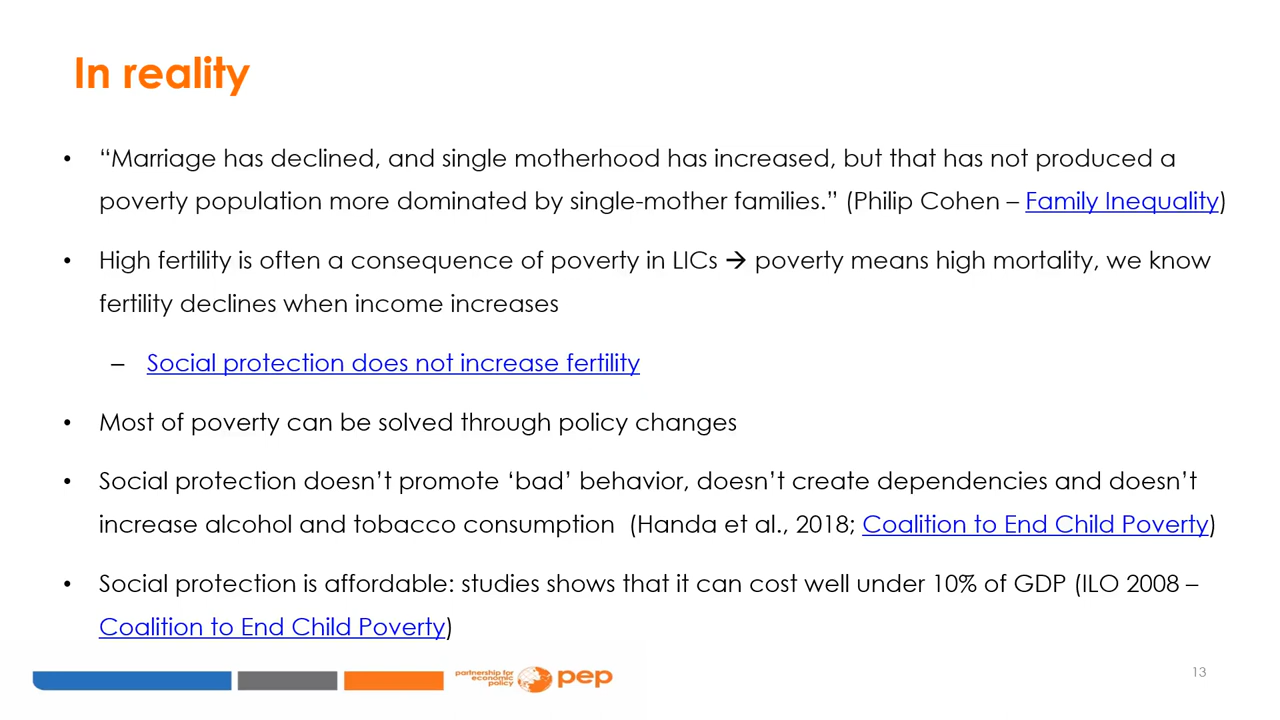 In reality
• “Marriage has declined, and single motherhood has increased, but that has not produced a
poverty population more dominated by single-mother families.” (Philip Cohen – Family Inequality)
• High fertility is often a consequence of poverty in LICs → poverty means high mortality, we know
fertility declines when income increases
– Social protection does not increase fertility
• Most of poverty can be solved through policy changes
• Social protection doesn’t promote ‘bad’ behavior, doesn’t create dependencies and doesn’t
increase alcohol and tobacco consumption (Handa et al., 2018; Coalition to End Child Poverty)
• Social protection is affordable: studies shows that it can cost well under 10% of GDP (ILO 2008 –
Coalition to End Child Poverty)
partnership for
economic
policy
pep
13